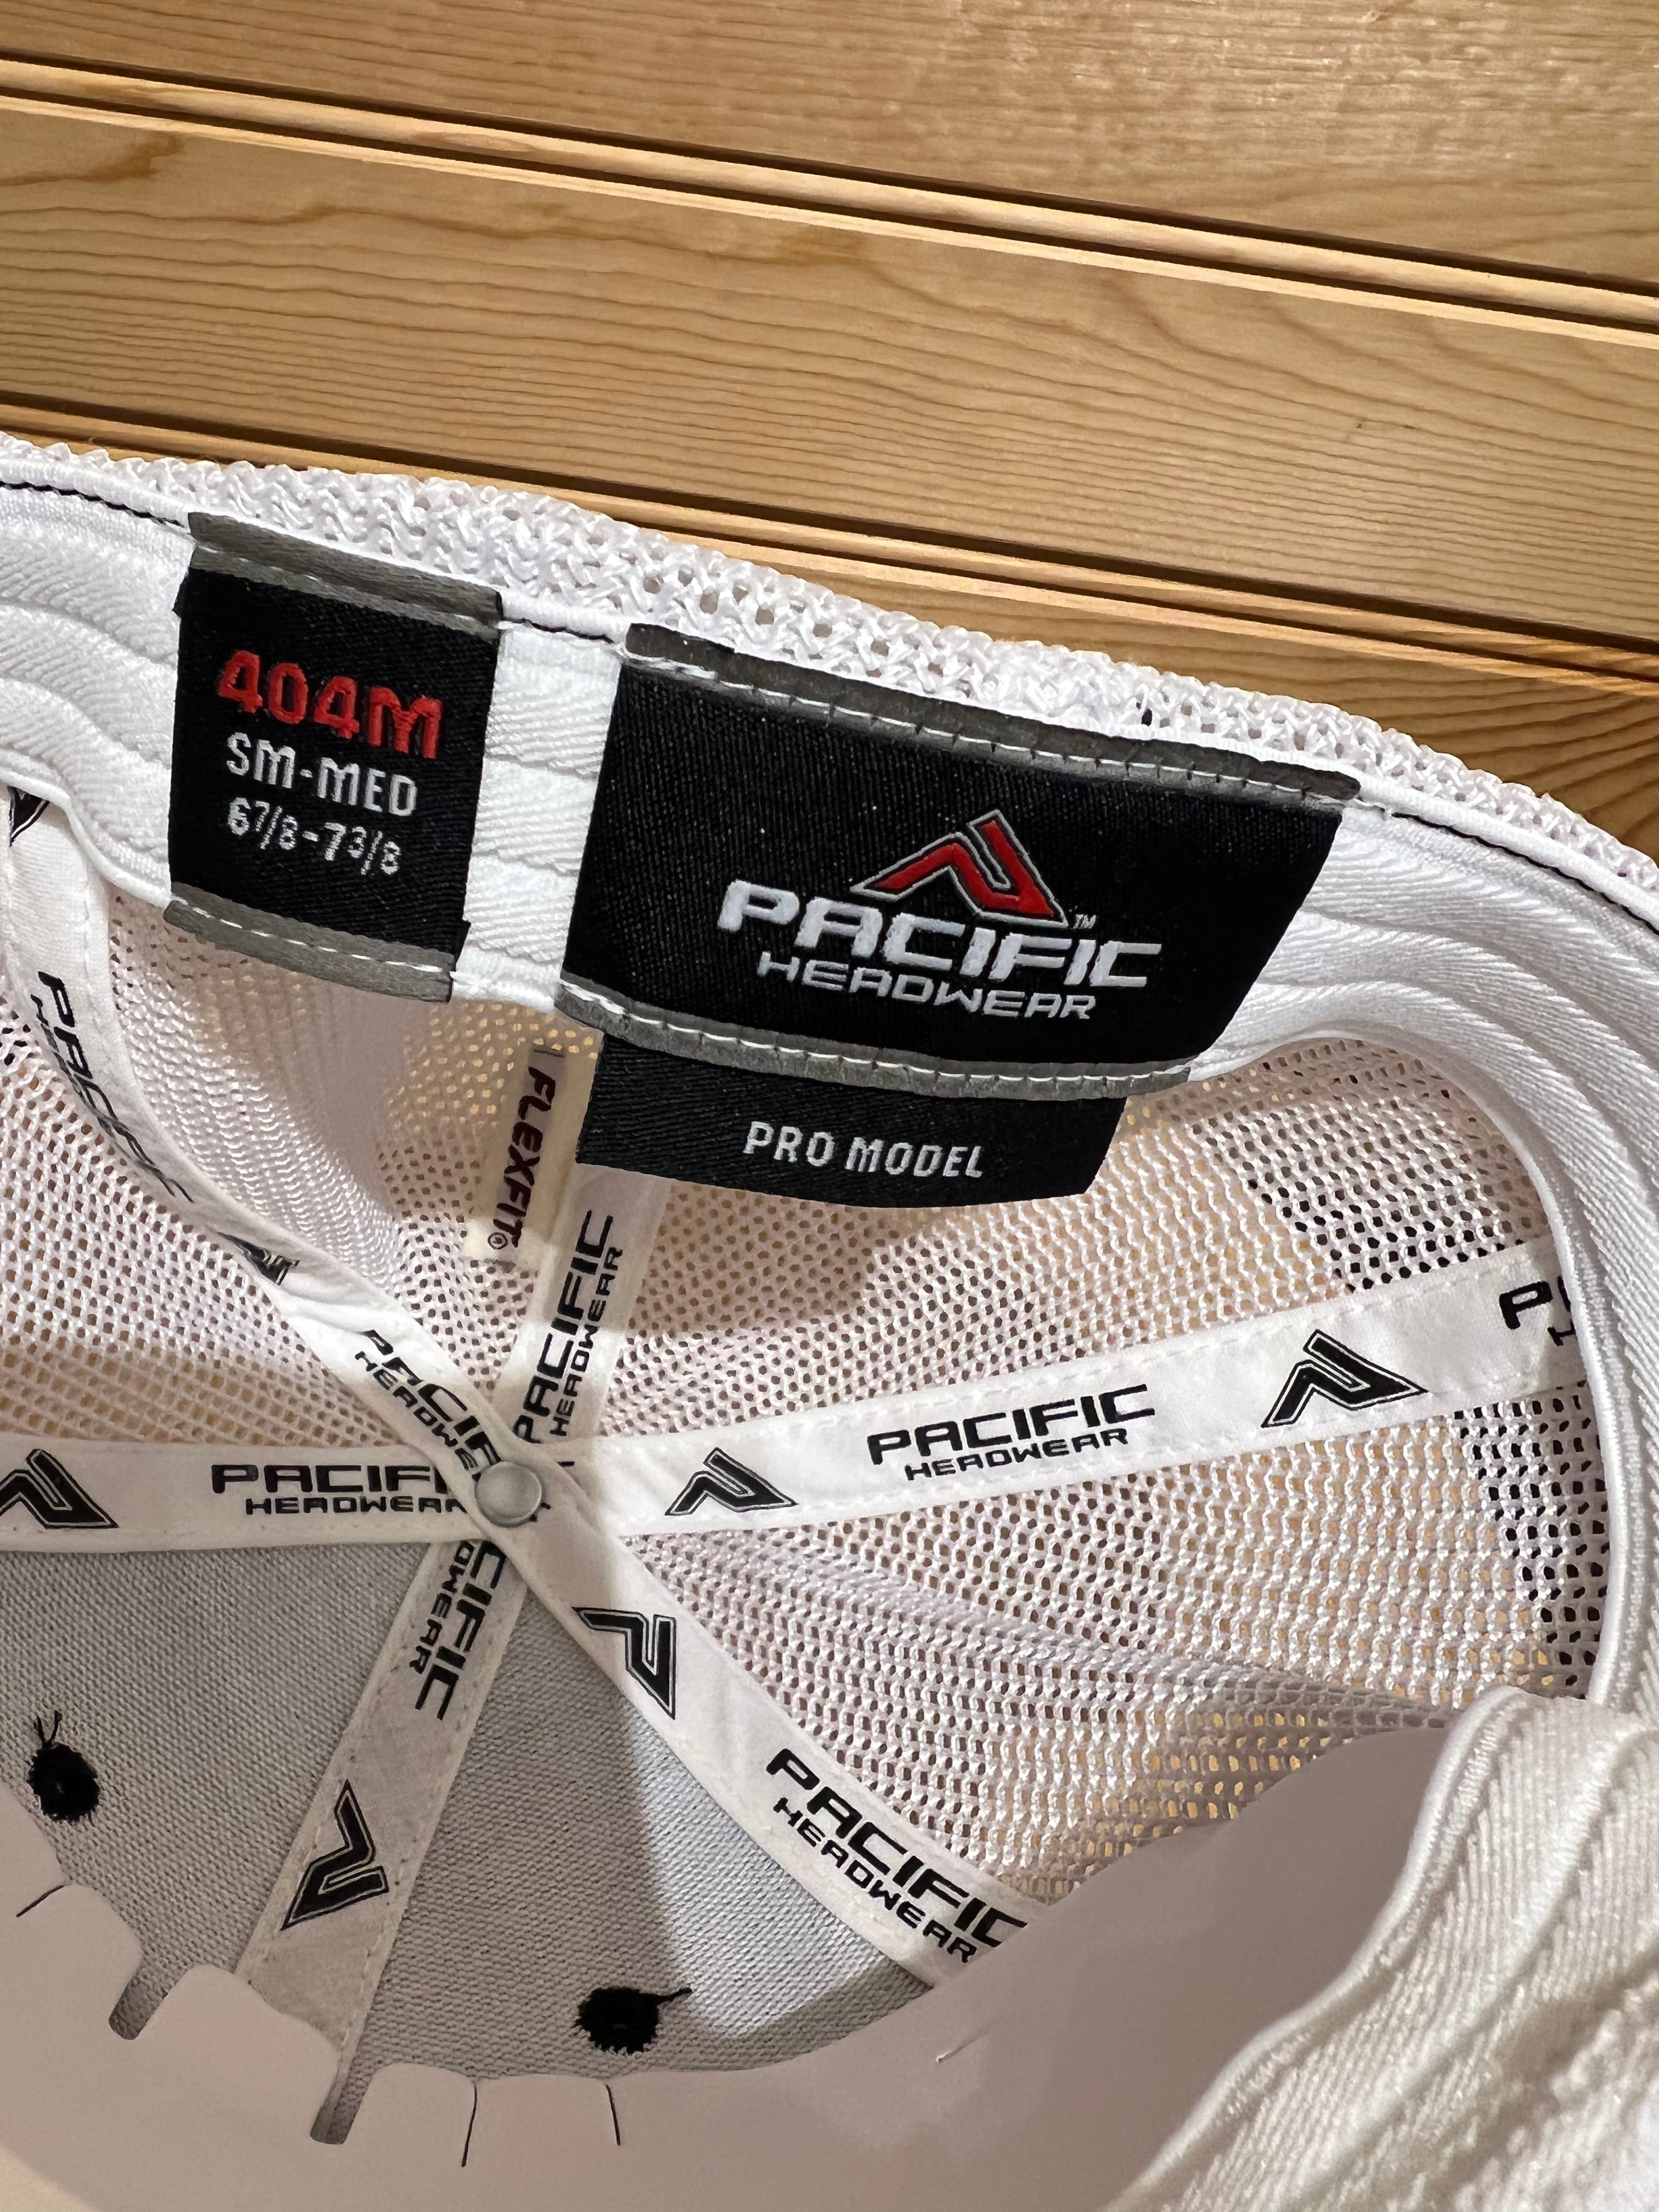 404M
SM-MED
6 7/8-7 3/8
PACIFIC™
HEADWEAR
PRO MODEL
FLEXFIT®
PACIFIC
HEADWEAR
PACIFIC
HEADWEAR
PACIFIC
HEADWEAR
PACIFIC
HEADWEAR
PACIFIC
HEADWEAR